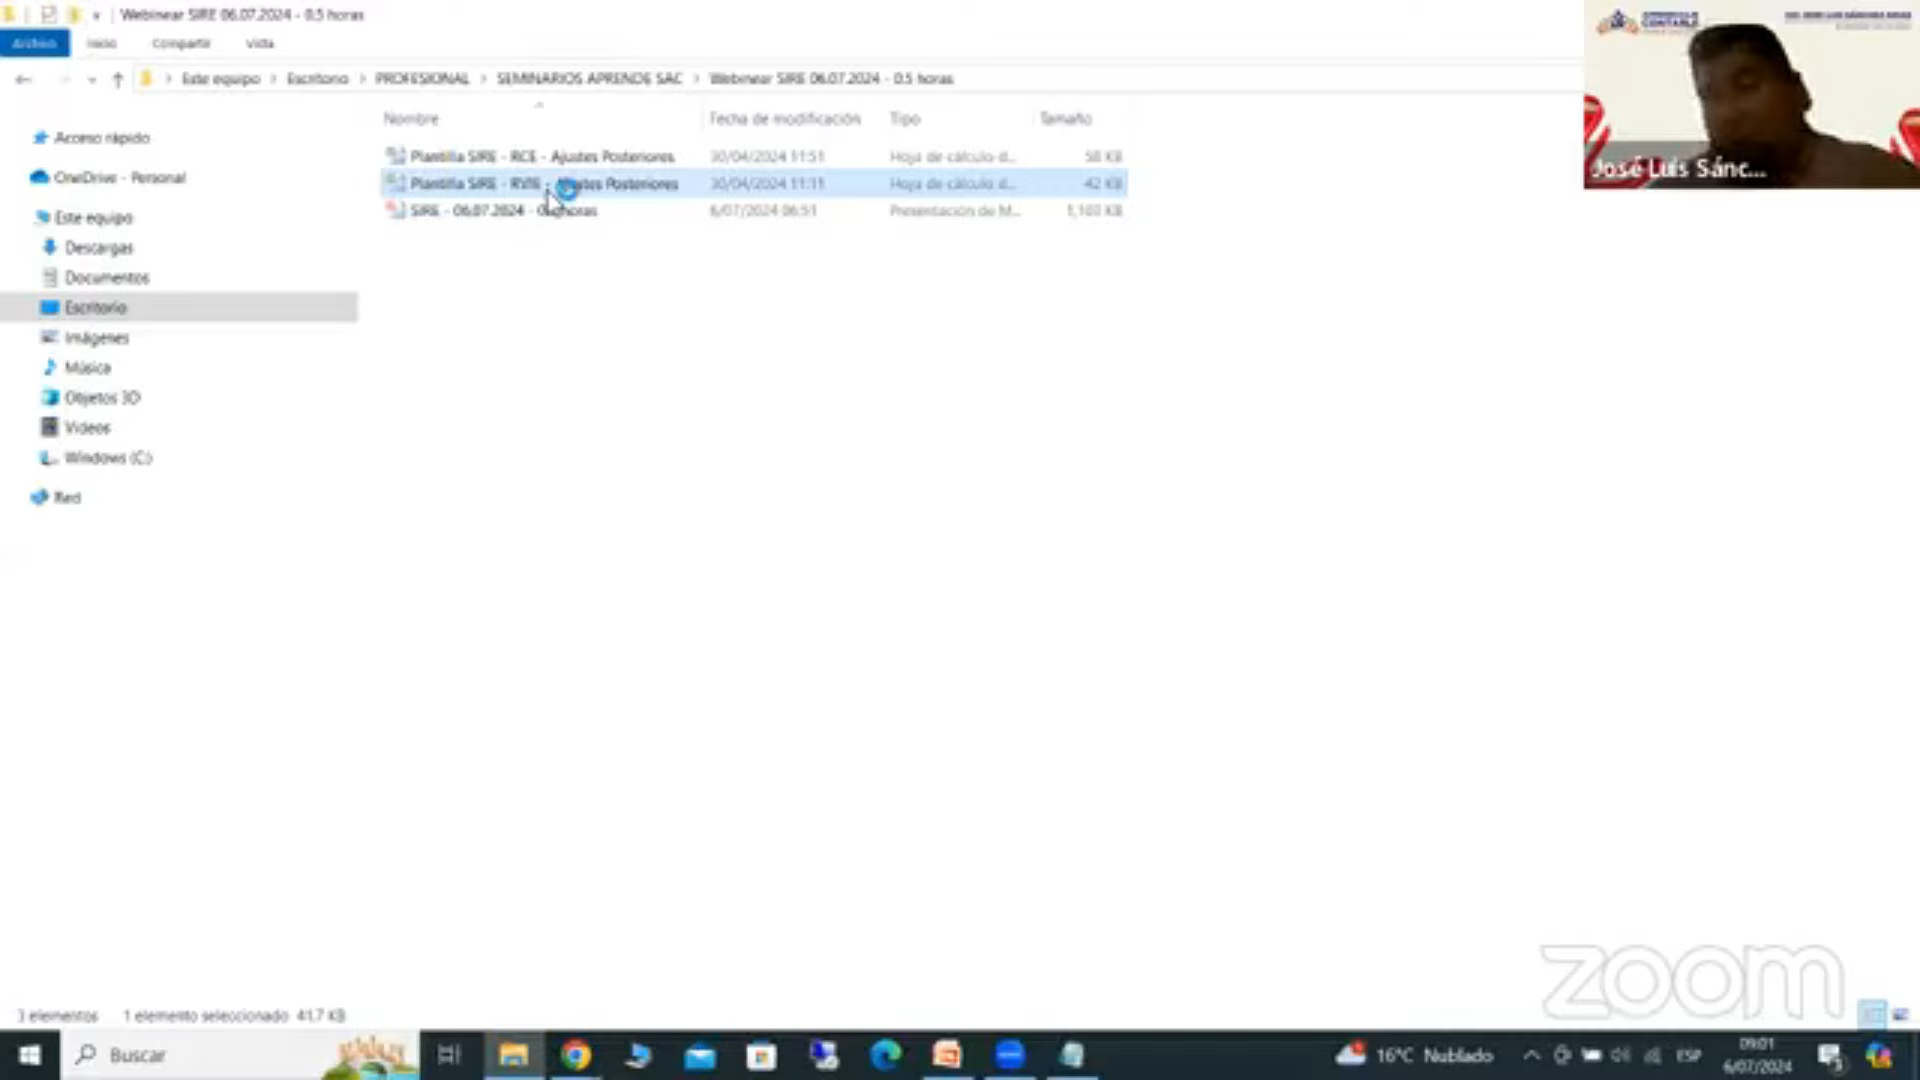 Webinear SIRE 06.07.2024 - 0.5 horas
Archivo Inicio Compartir Vista
Este equipo Escritorio PROFESIONAL SEMINARIOS APRENDE SAC Webinear SIRE 06.07.2024 - 0.5 horas
Nombre Fecha de modificación Tipo Tamaño
Acceso rápido
OneDrive - Personal
Este equipo
Descargas
Documentos
Escritorio
Imágenes
Música
Objetos 3D
Videos
Windows (C:)
Red
Plantilla SIRE - RCE - Ajustes Posteriores 30/04/2024 11:51 Hoja de cálculo d... 58 KB
Plantilla SIRE - RVIE - Posteriores 30/04/2024 11:11 Hoja de cálculo d... 42 KB
SIRE - 06.07.2024 - horas 6/07/2024 06:51 Presentación de M... 1,103 KB
CONTABLE
José Luis Sánc...
zoom
3 elementos 1 elemento seleccionado 41.7 KB
Buscar
16°C Nublado
ESP
09:01
6/07/2024